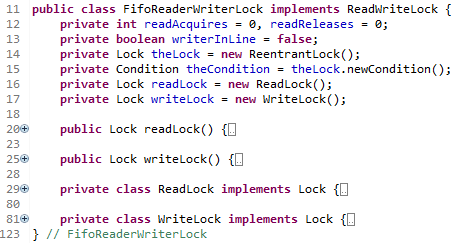 11 public class FifoReaderWriterLock implements ReadWriteLock {
12 private int readAcquires = 0, readReleases = 0;
13 private boolean writerInLine = false;
14 private Lock theLock = new ReentrantLock();
15 private Condition theCondition = theLock.newCondition();
16 private Lock readLock = new ReadLock();
17 private Lock writeLock = new WriteLock();
18
20 public Lock readLock() {
23
25 public Lock writeLock() {
28
29 private class ReadLock implements Lock {
80
81 private class WriteLock implements Lock {
123 } // FifoReaderWriterLock